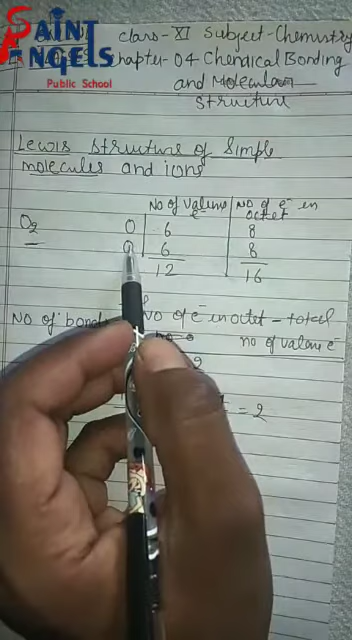 SAINT ANGELS
Public School
class-XI Subject-Chemistry
chapter-04 Chemical Bonding
and Molecular
Structure
Lewis structure of Simple
molecules and ions
No of Valence e⁻ No of e⁻ in octet
O2 O 6 8
O 6 8
12 16
No of bond No of e⁻ in octet - total
no of valence e⁻
2
= 2